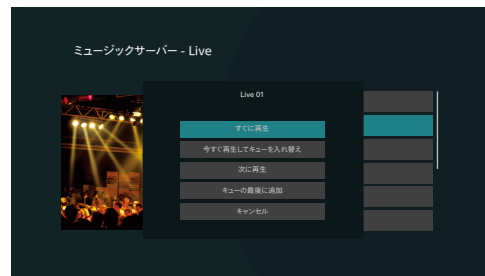 ミュージックサーバー - Live
Live 01
すぐに再生
今すぐ再生してキューを入れ替え
次に再生
キューの最後に追加
キャンセル